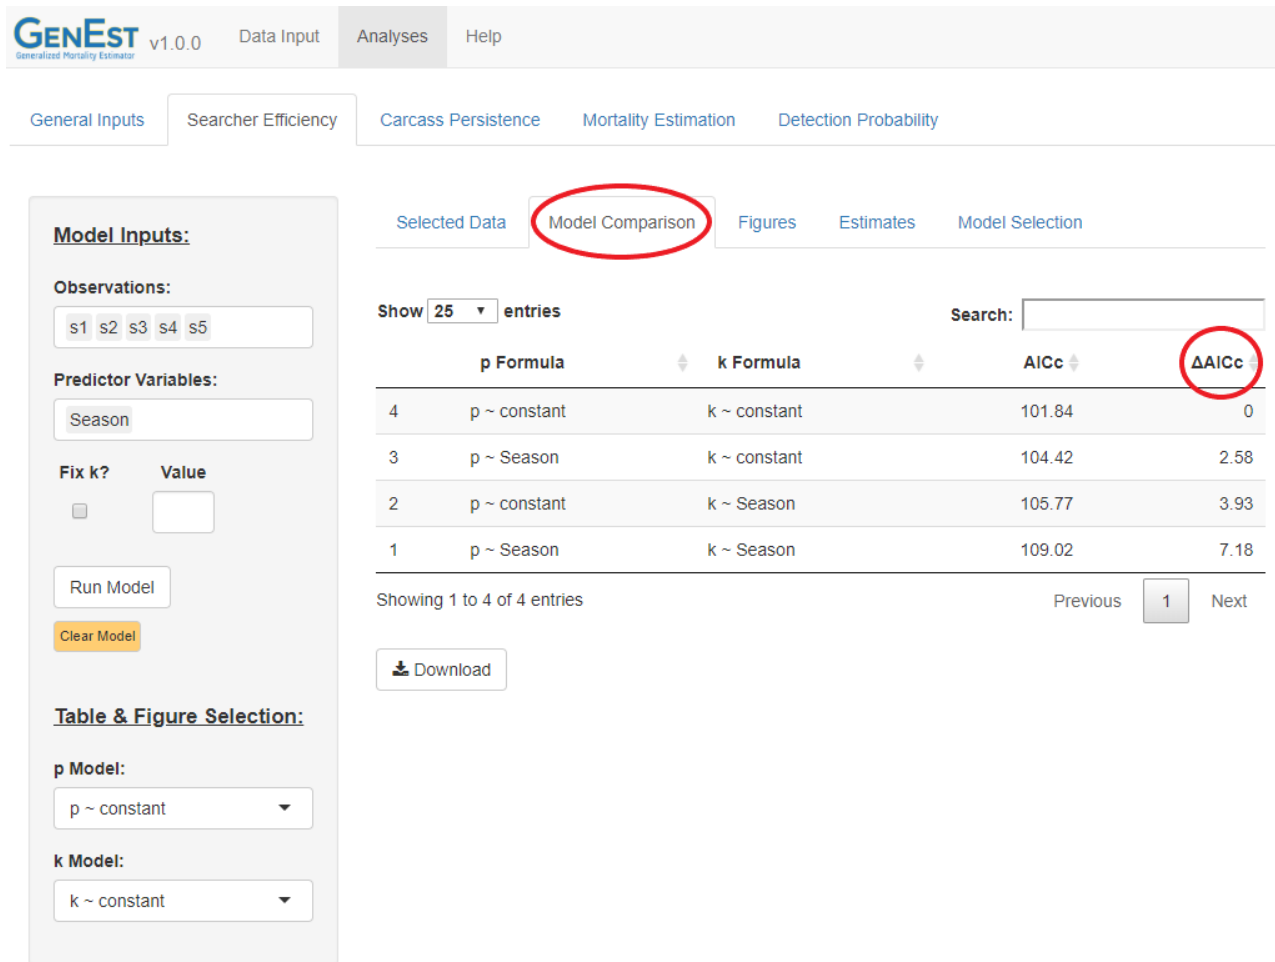 GENEST v1.0.0 Data Input Analyses Help
Generalized Mortality Estimator
General Inputs Searcher Efficiency Carcass Persistence Mortality Estimation Detection Probability
Model Inputs:
Observations:
s1 s2 s3 s4 s5
Predictor Variables:
Season
Fix k? Value
Run Model
Clear Model
Table & Figure Selection:
p Model:
p ~ constant
k Model:
k ~ constant
Selected Data Model Comparison Figures Estimates Model Selection
Show 25 entries Search:
p Formula k Formula AICc ΔAICc
4 p ~ constant k ~ constant 101.84 0
3 p ~ Season k ~ constant 104.42 2.58
2 p ~ constant k ~ Season 105.77 3.93
1 p ~ Season k ~ Season 109.02 7.18
Showing 1 to 4 of 4 entries Previous 1 Next
Download